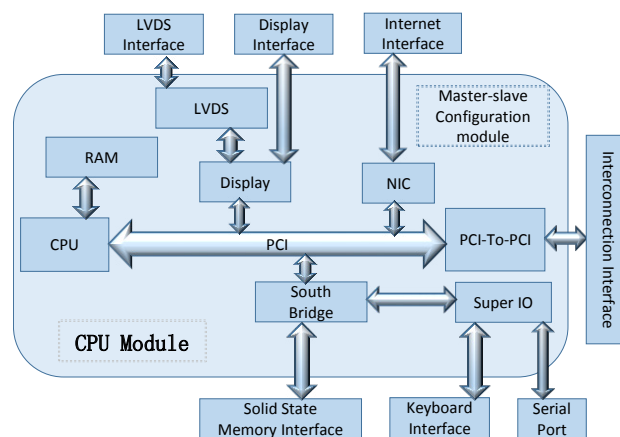 LVDS
Interface
Display
Interface
Internet
Interface
LVDS
Master-slave
Configuration
module
RAM
Display
NIC
CPU
PCI
PCI-To-PCI
Interconnection Interface
South
Bridge
Super IO
CPU Module
Solid State
Memory Interface
Keyboard
Interface
Serial
Port